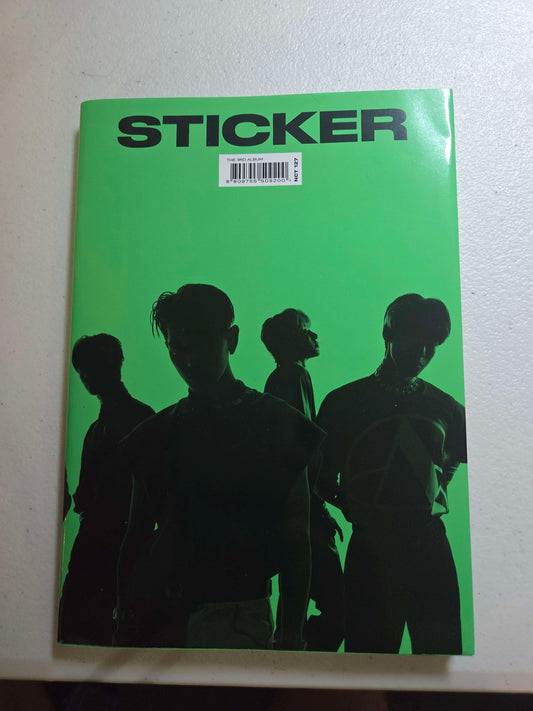 STICKER
THE 3RD ALBUM
8 809755 509200 >
NCT 127